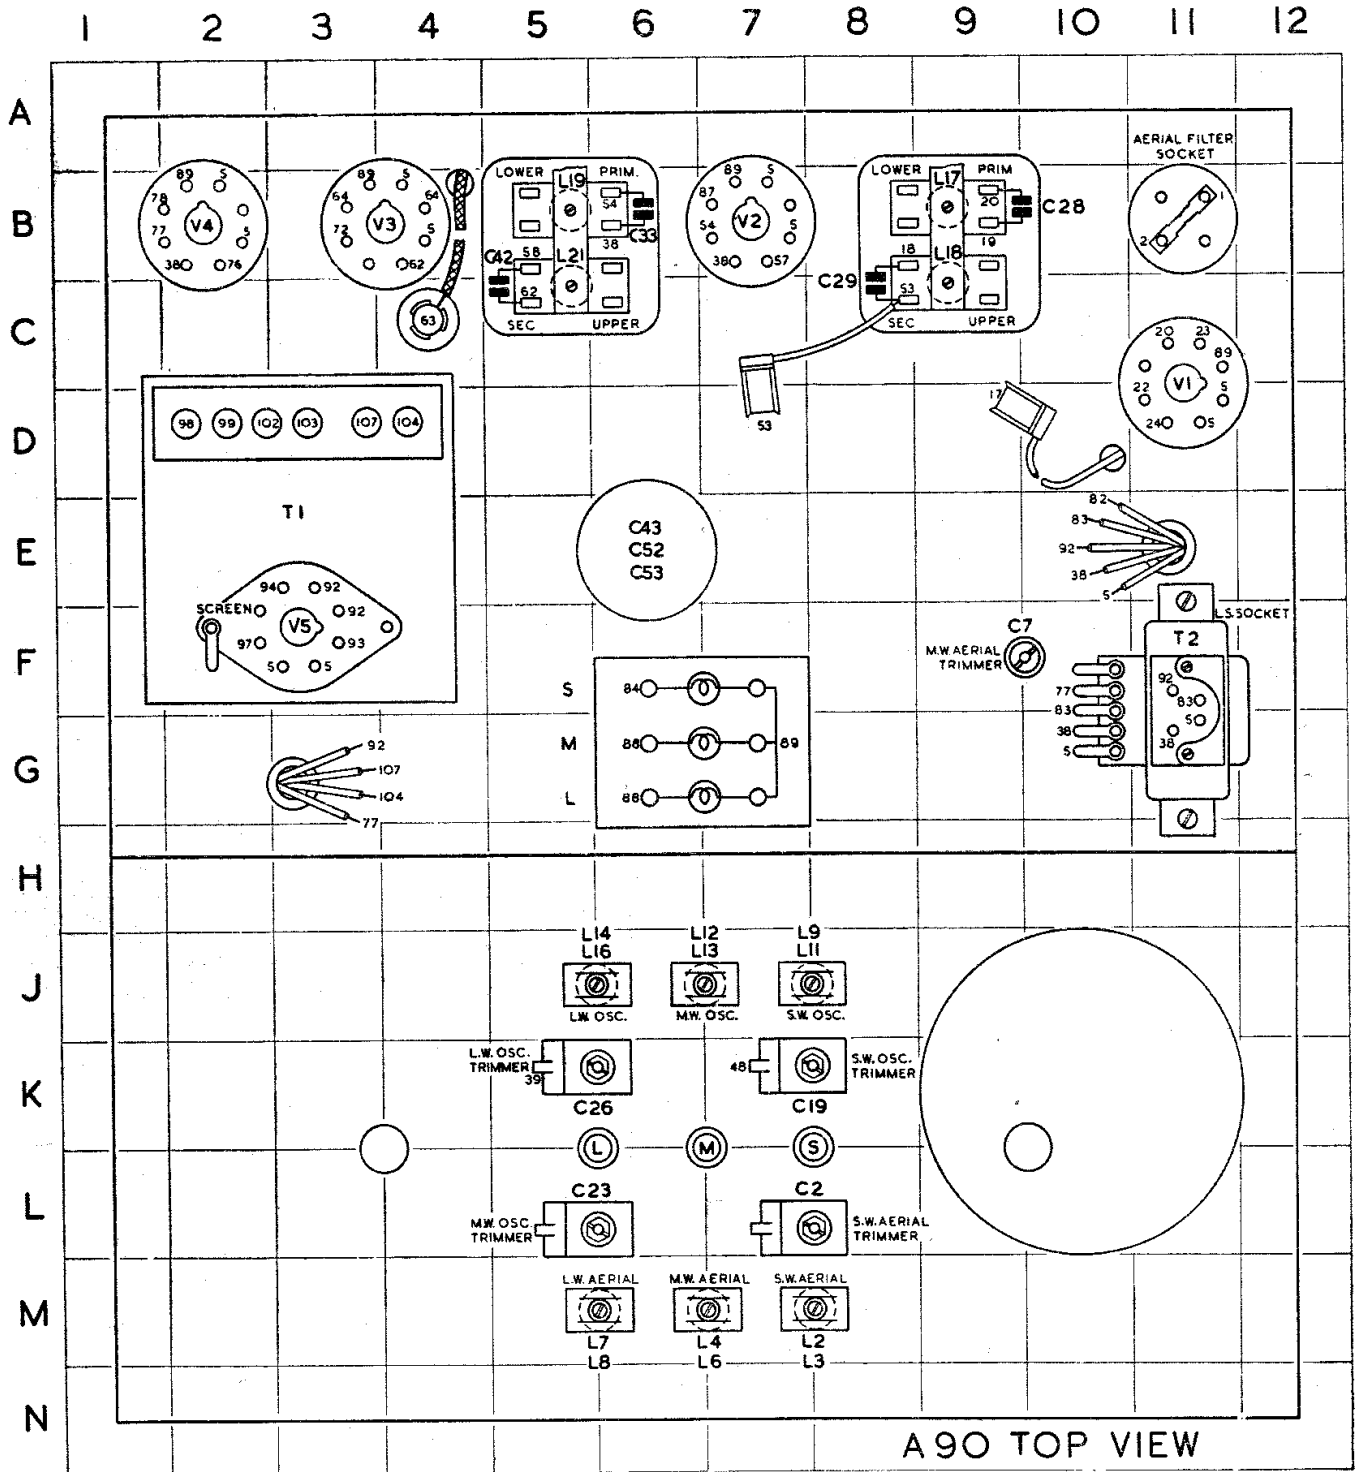 1 2 3 4 5 6 7 8 9 10 11 12
A
AERIAL FILTER
SOCKET
B
89 5
78
77 5
38 76
V4
89 5
64 64
72 5
62
V3
63
LOWER L19 PRIM.
54
38 C33
C42 58 L21
62
SEC UPPER
89 5
87
54 5
38 57
V2
LOWER L17 PRIM
20 C28
19
18 L18
C29 53
SEC UPPER
1
2
C
53
20 23
89
22 V1 5
24 5
D
98 99 102 103 107 104
17
T1
E
C43
C52
C53
82
83
92
38
5
94 92
SCREEN 92
V5
97 93
5 5
F
C7
M.W. AERIAL
TRIMMER
L.S. SOCKET
T2
77
83
38
5
92
83
5
38
S 84
M 88 89
L 88
G
92
107
104
77
H
L14 L12 L9
L16 L13 L11
J
L.W. OSC. M.W. OSC. S.W. OSC.
K
L.W. OSC.
TRIMMER
39
C26
48
S.W. OSC.
TRIMMER
C19
L M S
L
C23 C2
M.W. OSC.
TRIMMER
S.W. AERIAL
TRIMMER
M
L.W. AERIAL M.W. AERIAL S.W. AERIAL
L7 L4 L2
L8 L6 L3
N
A90 TOP VIEW